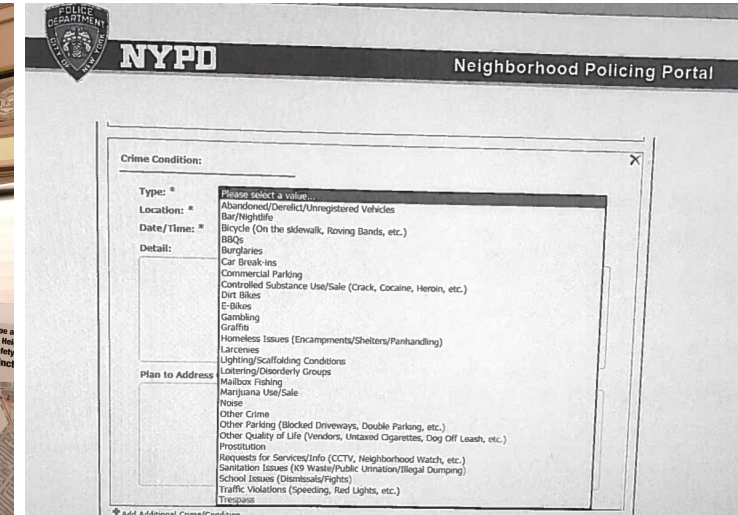 POLICE
DEPARTMENT
CITY OF NEW YORK
NYPD
Neighborhood Policing Portal
Crime Condition:
X
Type: *
Please select a value...
Location: *
Abandoned/Derelict/Unregistered Vehicles
Bar/Nightlife
Date/Time: *
Bicycle (On the sidewalk, Roving Bands, etc.)
BBQs
Detail:
Burglaries
Car Break-ins
Commercial Parking
Controlled Substance Use/Sale (Crack, Cocaine, Heroin, etc.)
Dirt Bikes
E-Bikes
Gambling
Graffiti
Homeless Issues (Encampments/Shelters/Panhandling)
Larcenies
Lighting/Scaffolding Conditions
Loitering/Disorderly Groups
Plan to Address
Mailbox Fishing
Marijuana Use/Sale
Noise
Other Crime
Other Parking (Blocked Driveways, Double Parking, etc.)
Other Quality of Life (Vendors, Untaxed Cigarettes, Dog Off Leash, etc.)
Prostitution
Requests for Services/Info (CCTV, Neighborhood Watch, etc.)
Sanitation Issues (K9 Waste/Public Urination/Illegal Dumping)
School Issues (Dismissals/Fights)
Traffic Violations (Speeding, Red Lights, etc.)
Trespass
Add Additional Crime/Condition